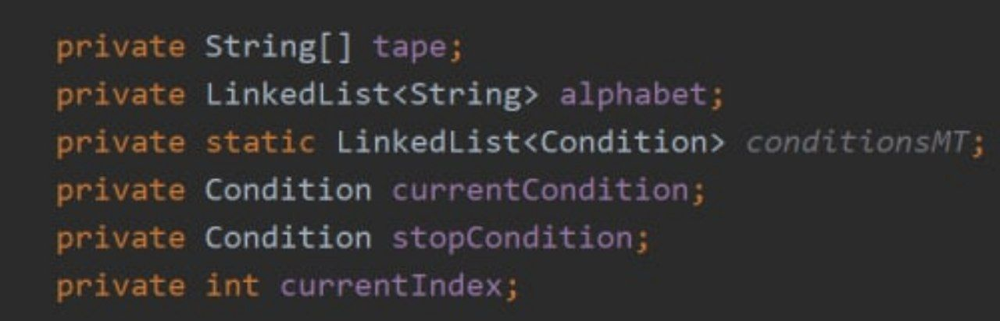 private String[] tape;
private LinkedList<String> alphabet;
private static LinkedList<Condition> conditionsMT;
private Condition currentCondition;
private Condition stopCondition;
private int currentIndex;